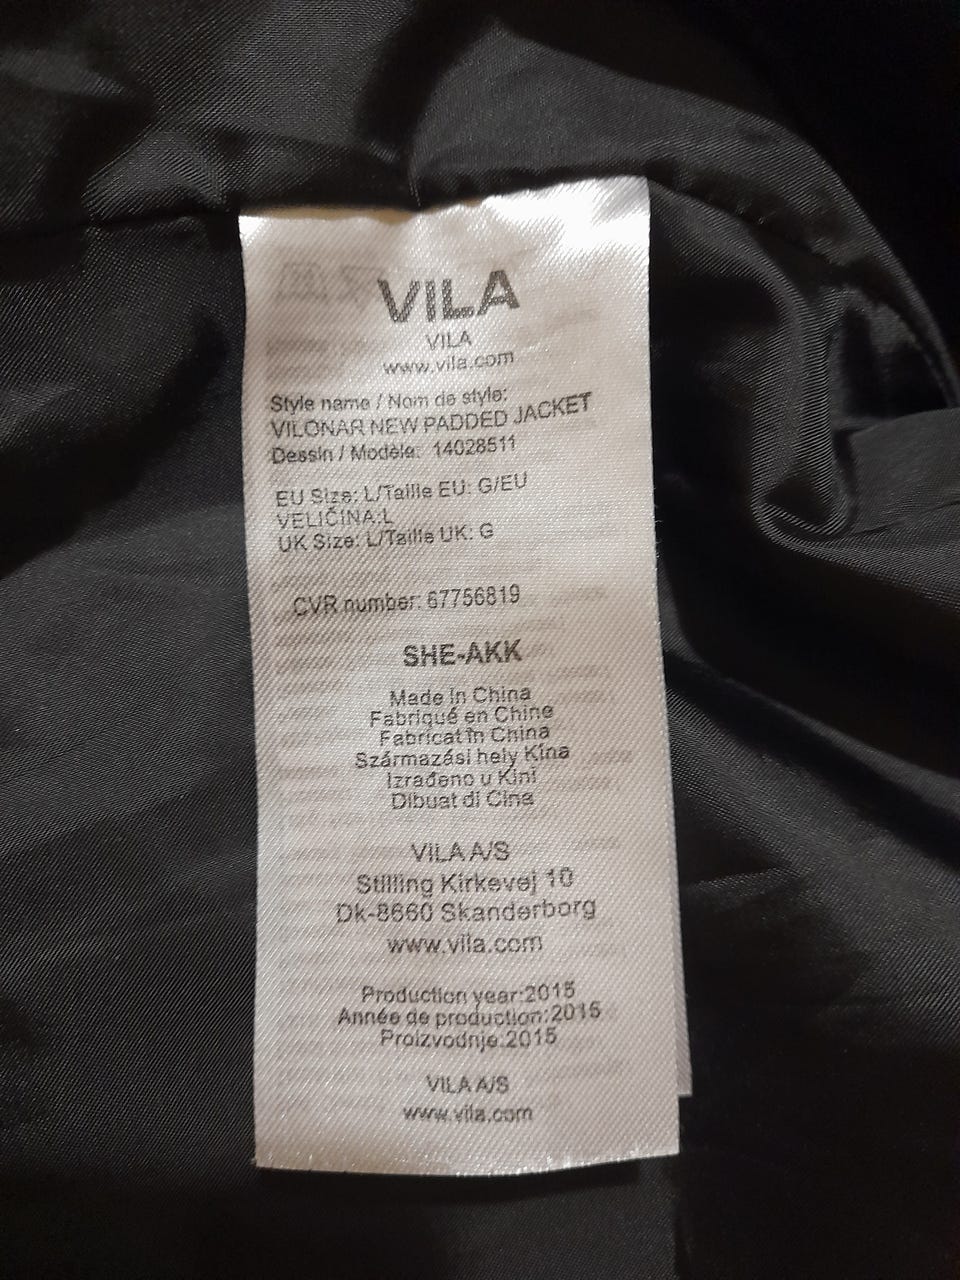 VILA
VILA
www.vila.com
Style name / Nom de style:
VILONAR NEW PADDED JACKET
Dessin / Modèle: 14028511
EU Size: L/Taille EU: G/EU
VELIČINA:L
UK Size: L/Taille UK: G
CVR number: 67756819
SHE-AKK
Made in China
Fabriqué en Chine
Fabricat în China
Származási hely Kína
Izrađeno u Kini
Dibuat di Cina
VILA A/S
Stilling Kirkevej 10
Dk-8660 Skanderborg
www.vila.com
Production year:2015
Année de production:2015
Proizvodnje:2015
VILA A/S
www.vila.com